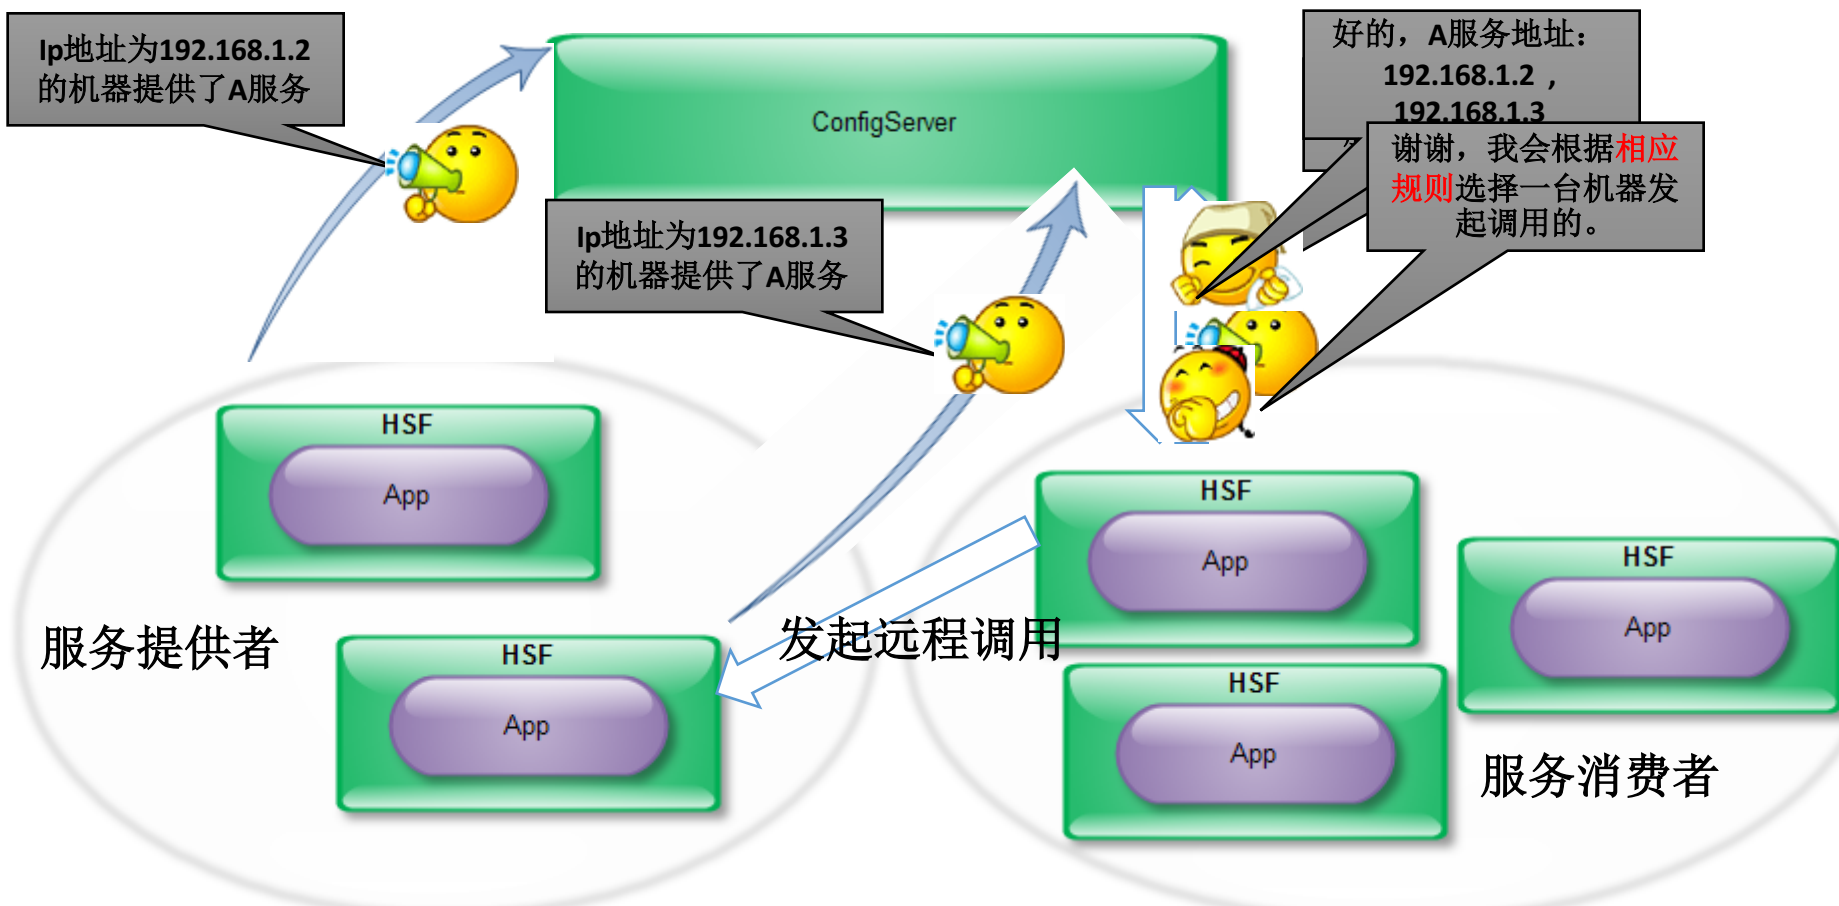 Ip地址为192.168.1.2
的机器提供了A服务
ConfigServer
好的，A服务地址：
192.168.1.2，
192.168.1.3
谢谢，我会根据相应
规则选择一台机器发
起调用的。
Ip地址为192.168.1.3
的机器提供了A服务
HSF
App
服务提供者
HSF
App
发起远程调用
HSF
App
HSF
App
HSF
App
服务消费者